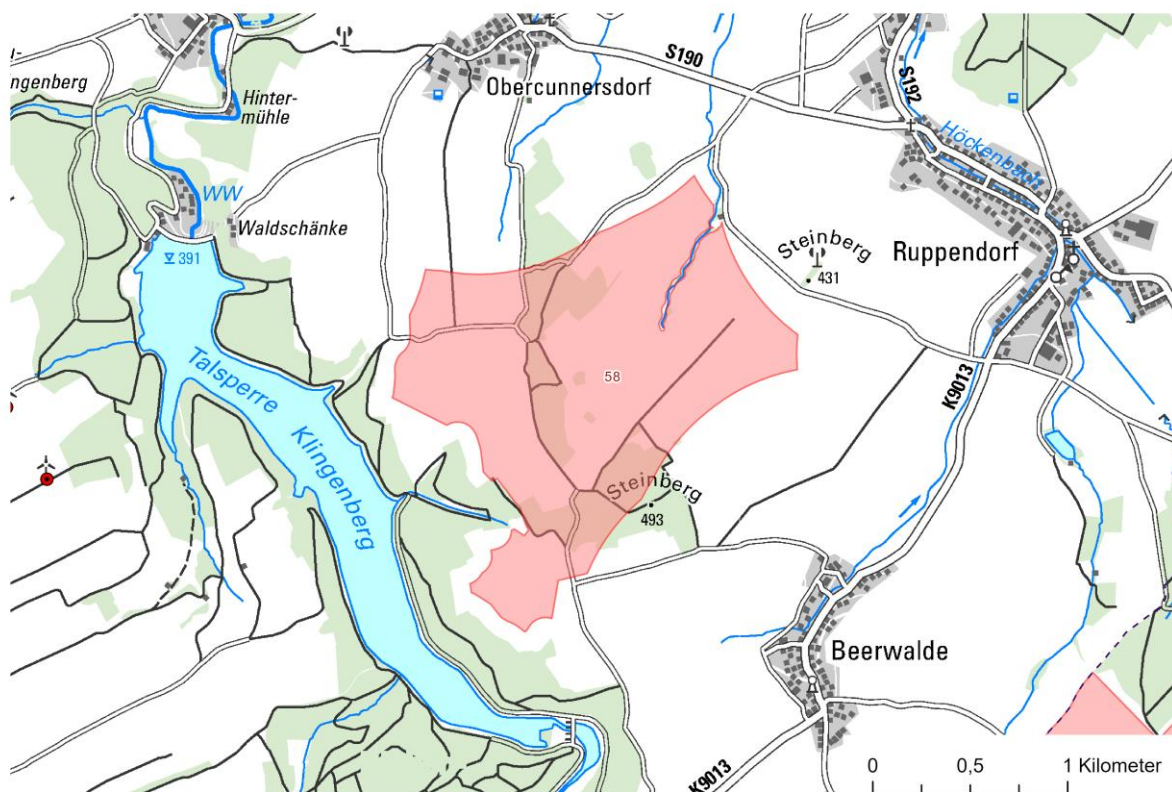 S190
Obercunnersdorf
ngenberg
Hinter-
mühle
S192
Höckenbach
WW
Waldschänke
391
Steinberg
431
Ruppendorf
Talsperre
Klingenberg
58
K9013
Steinberg
493
Beerwalde
K9013
0
0,5
1 Kilometer